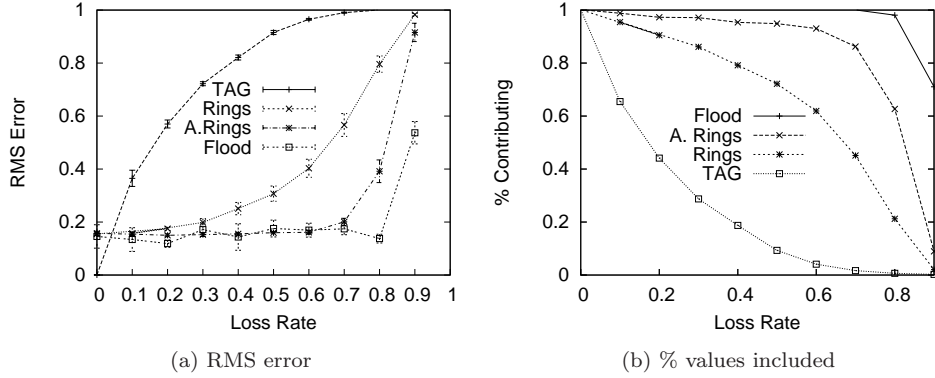 1
0.8
0.6
0.4
0.2
0
RMS Error
TAG
Rings
A.Rings
Flood
0 0.1 0.2 0.3 0.4 0.5 0.6 0.7 0.8 0.9 1
Loss Rate
(a) RMS error
1
0.8
0.6
0.4
0.2
0
% Contributing
Flood
A. Rings
Rings
TAG
0 0.2 0.4 0.6 0.8
Loss Rate
(b) % values included